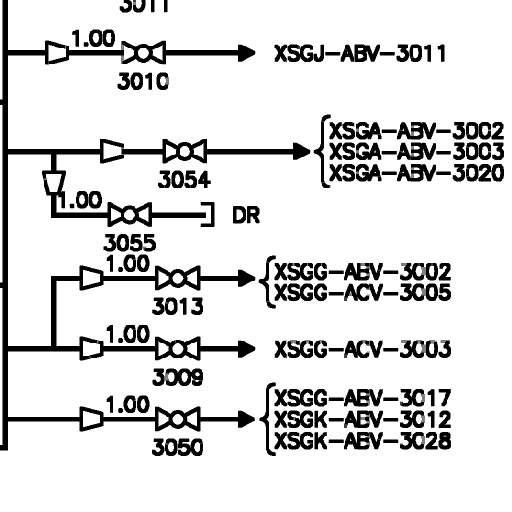 3011
1.00
XSGJ-ABV-3011
3010
XSGA-ABV-3002
XSGA-ABV-3003
3054
XSGA-ABV-3020
1.00
DR
3055
1.00
XSGG-ABV-3002
XSGG-ACV-3005
3013
1.00
XSGG-ACV-3003
3009
XSGG-ABV-3017
1.00
XSGK-ABV-3012
3050
XSGK-ABV-3028